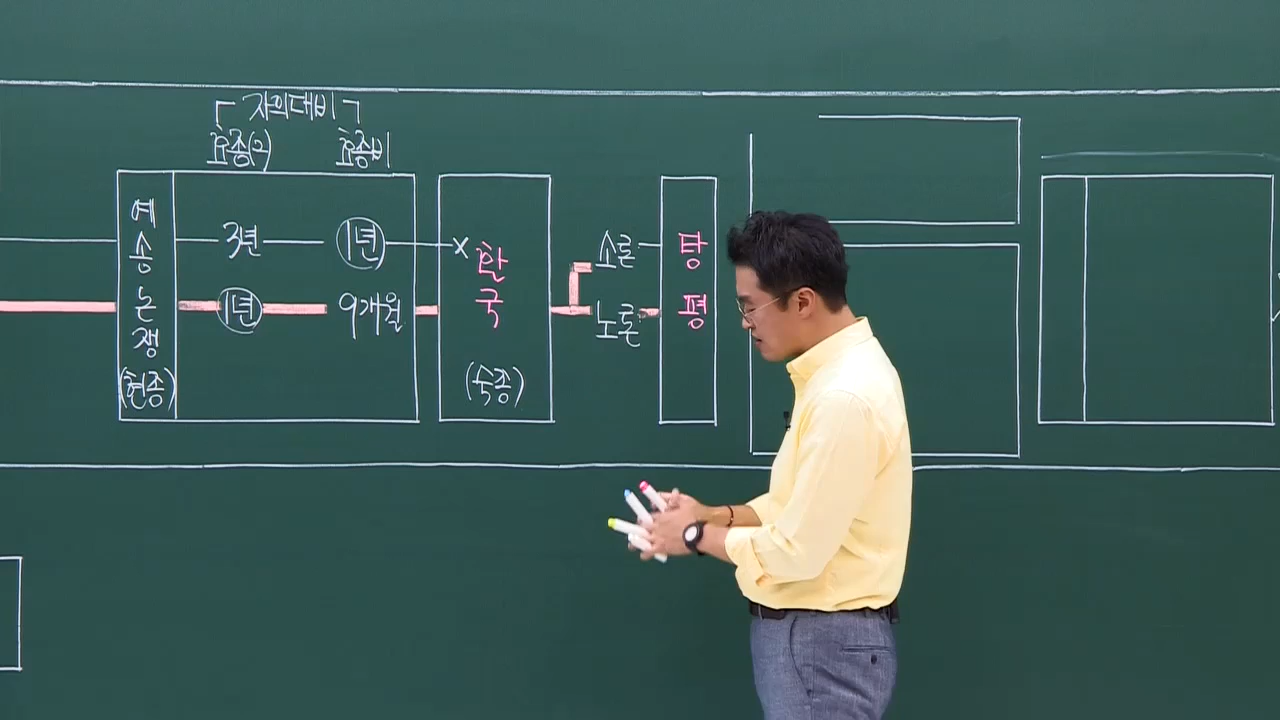 자의대비
효종(2) 효종비
예송논쟁
(현종)
3년 1년 x
1년 9개월
환국
(숙종)
소론
노론
탕평